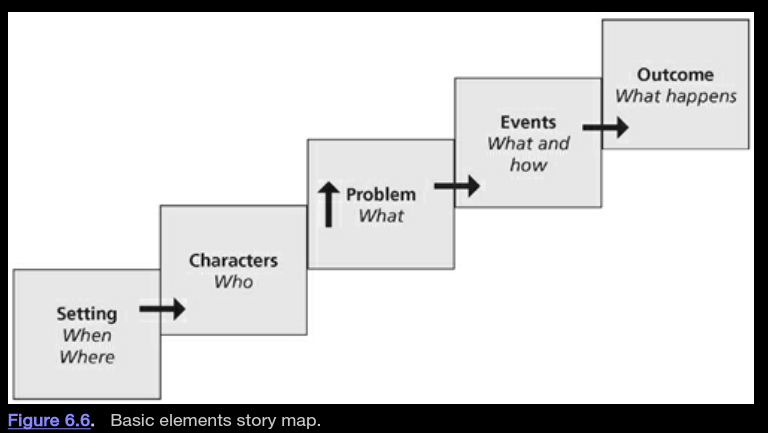 Setting
When
Where
Characters
Who
Problem
What
Events
What and
how
Outcome
What happens
Figure 6.6. Basic elements story map.